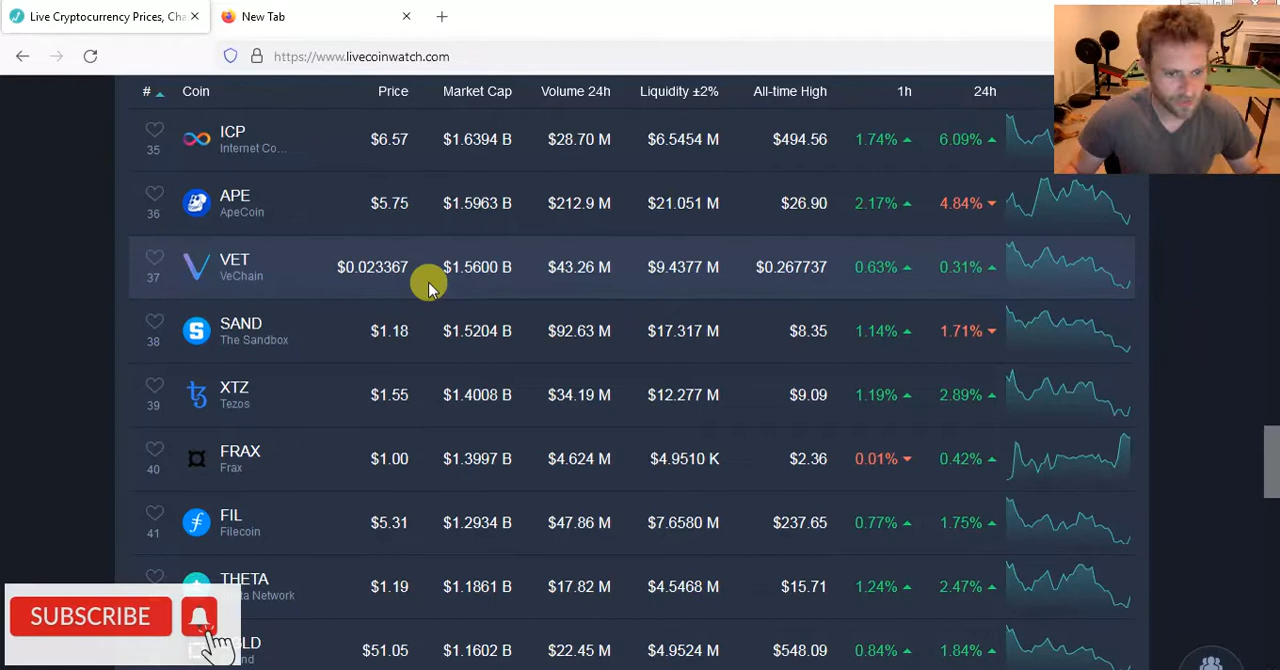 Live Cryptocurrency Prices, Cha
New Tab
https://www.livecoinwatch.com
# Coin Price Market Cap Volume 24h Liquidity ±2% All-time High 1h 24h
35 ICP Internet Co... $6.57 $1.6394 B $28.70 M $6.5454 M $494.56 1.74% 6.09%
36 APE ApeCoin $5.75 $1.5963 B $212.9 M $21.051 M $26.90 2.17% 4.84%
37 VET VeChain $0.023367 $1.5600 B $43.26 M $9.4377 M $0.267737 0.63% 0.31%
38 SAND The Sandbox $1.18 $1.5204 B $92.63 M $17.317 M $8.35 1.14% 1.71%
39 XTZ Tezos $1.55 $1.4008 B $34.19 M $12.277 M $9.09 1.19% 2.89%
40 FRAX Frax $1.00 $1.3997 B $4.624 M $4.9510 K $2.36 0.01% 0.42%
41 FIL Filecoin $5.31 $1.2934 B $47.86 M $7.6580 M $237.65 0.77% 1.75%
THETA Network $1.19 $1.1861 B $17.82 M $4.5468 M $15.71 1.24% 2.47%
$51.05 $1.1602 B $22.45 M $4.9524 M $548.09 0.84% 1.84%
SUBSCRIBE